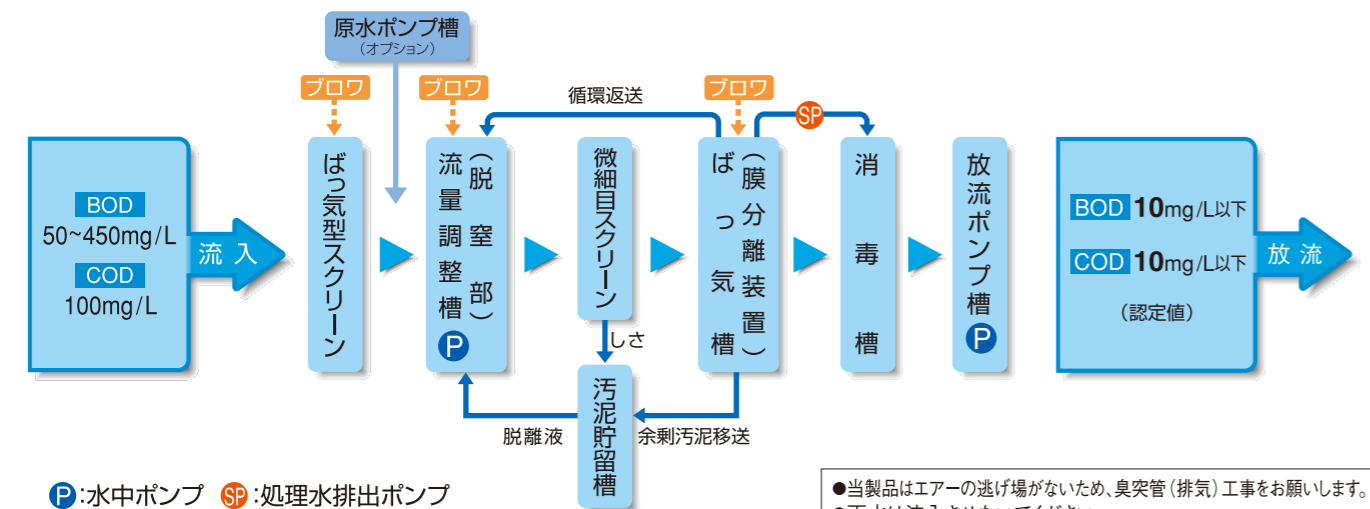 原水ポンプ槽
（オプション）
ブロワ
ブロワ
ブロワ
循環返送
SP
BOD
50~450mg/L
COD
100mg/L
流入
ばっ気型スクリーン
流量調整槽
（脱窒部）
P
微細目スクリーン
ばっ気槽
（膜分離装置）
消毒槽
放流ポンプ槽
P
BOD 10mg/L以下
COD 10mg/L以下
（認定値）
放流
しさ
汚泥貯留槽
脱離液
余剰汚泥移送
P:水中ポンプ SP:処理水排出ポンプ
●当製品はエアーの逃げ場がないため、臭突管（排気）工事をお願いします。